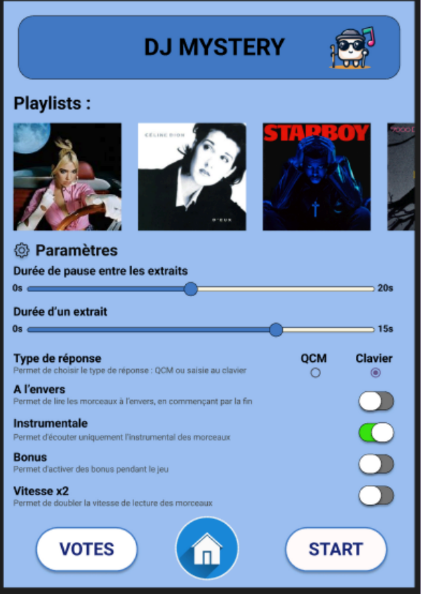 DJ MYSTERY
Playlists :
CÉLINE DION
D'EUX
STARBOY
Paramètres
Durée de pause entre les extraits
0s 20s
Durée d'un extrait
0s 15s
Type de réponse QCM Clavier
Permet de choisir le type de réponse : QCM ou saisie au clavier
A l'envers
Permet de lire les morceaux à l'envers, en commençant par la fin
Instrumentale
Permet d'écouter uniquement l'instrumental des morceaux
Bonus
Permet d'activer des bonus pendant le jeu
Vitesse x2
Permet de doubler la vitesse de lecture des morceaux
VOTES START